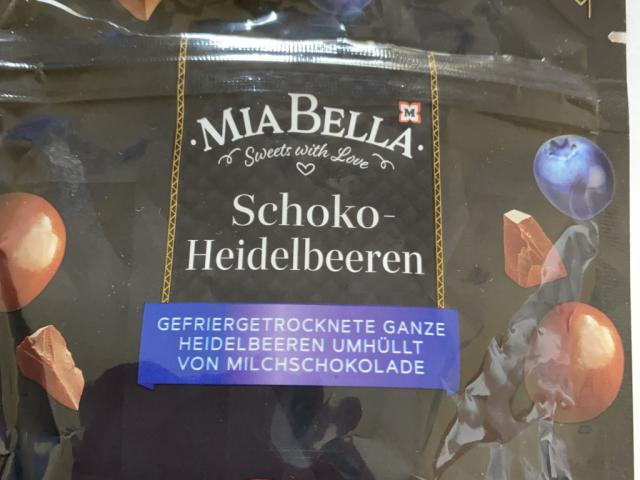 M
·MIA BELLA·
Sweets with Love
Schoko-
Heidelbeeren
GEFRIERGETROCKNETE GANZE
HEIDELBEEREN UMHÜLLT
VON MILCHSCHOKOLADE